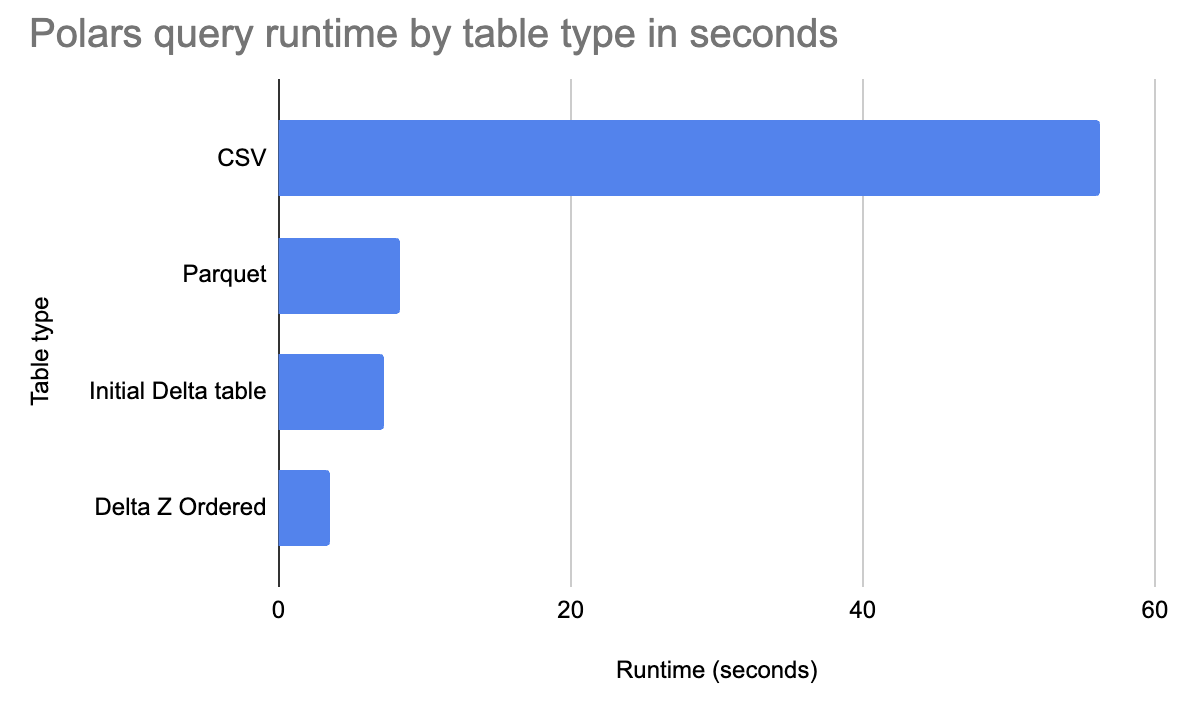 Polars query runtime by table type in seconds
CSV
Parquet
Initial Delta table
Delta Z Ordered
Table type
0
20
40
60
Runtime (seconds)